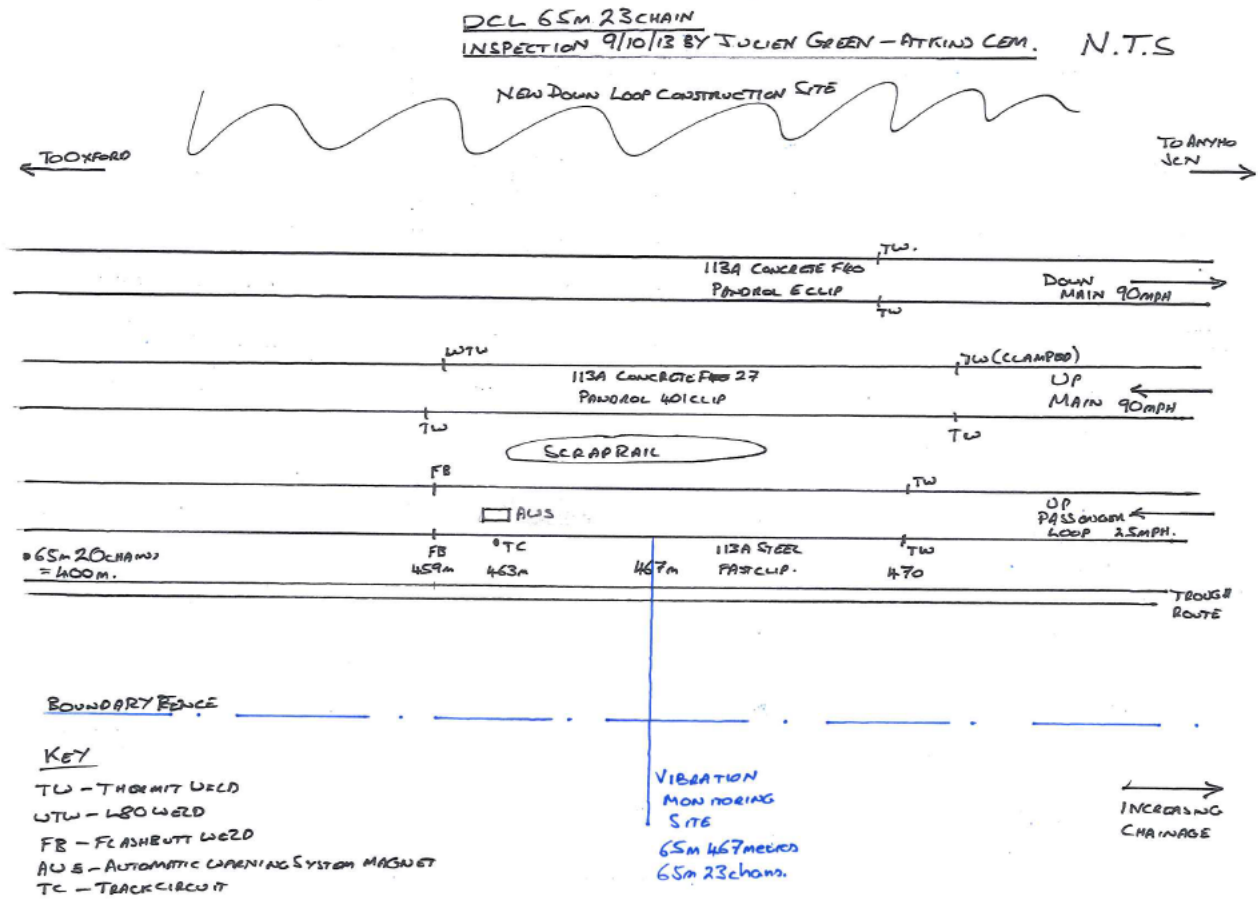 DCL 65m 23CHAIN
INSPECTION 9/10/13 BY JULIEN GREEN - ATKINS CEM.
N.T.S
NEW DOWN LOOP CONSTRUCTION SITE
TO OXFORD
TO AYNHO
JCN
TW.
113A CONCRETE F40
PANDROL E CLIP
DOWN
MAIN 90MPH
TW
WTW
TW (CLAMPED)
113A CONCRETE 27
PANDROL 401 CLIP
UP
MAIN 90MPH
TW
TW
SCRAP RAIL
FB
TW
AWS
UP
PASSENGER
LOOP 25MPH.
65m 20CHAINS
= 400m.
FB
TC
113A STEEL
FASTCLIP.
TW
459m
463m
467m
470
TROUGH
ROUTE
BOUNDARY FENCE
KEY
TW - THERMIT WELD
WTW - L80 WELD
FB - FLASHBUTT WELD
AWS - AUTOMATIC WARNING SYSTEM MAGNET
TC - TRACK CIRCUIT
VIBRATION
MONITORING
SITE
65m 467metres
65m 23chains.
INCREASING
CHAINAGE